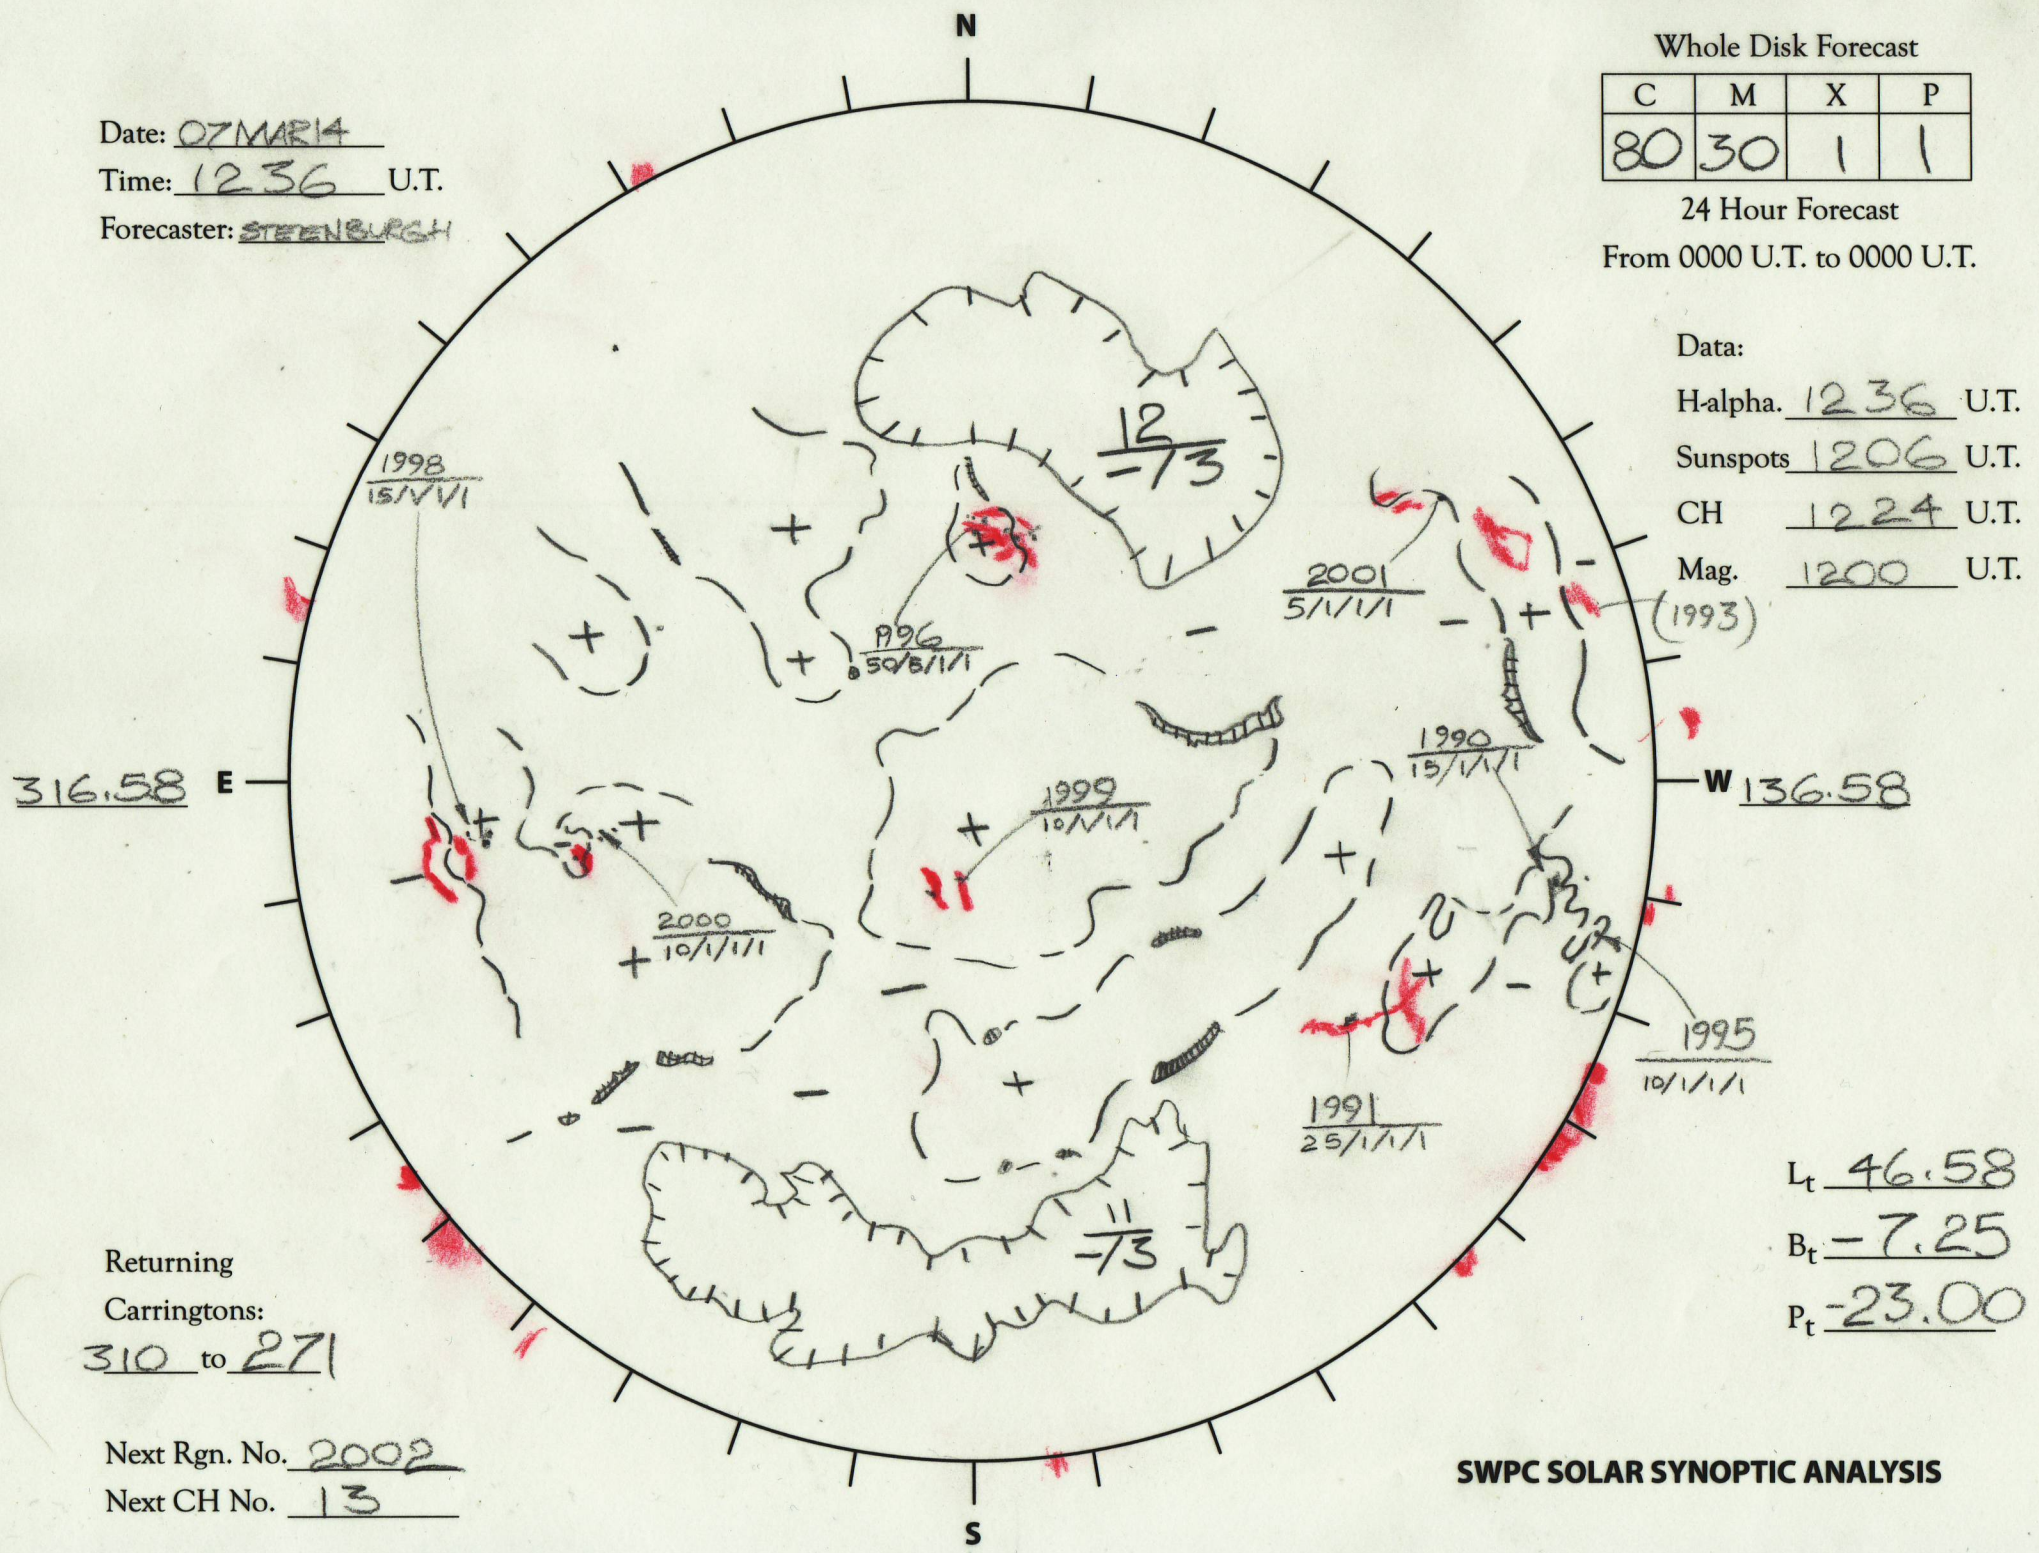 N
Whole Disk Forecast
C M X P
80 30 1 1
24 Hour Forecast
From 0000 U.T. to 0000 U.T.
Date: 07MAR14
Time: 1236 U.T.
Forecaster: STEENBURGH
Data:
H-alpha. 1236 U.T.
Sunspots 1206 U.T.
CH 1224 U.T.
Mag. 1200 U.T.
12
-/3
1998
15/1/1/1
2001
5/1/1/1
(1993)
1996
50/5/1/1
1990
15/1/1/1
316.58 E
W 136.58
1999
10/1/1/1
2000
10/1/1/1
1995
10/1/1/1
1991
25/1/1/1
11
-/3
Lt 46.58
Bt -7.25
Pt -23.00
Returning
Carringtons:
310 to 271
Next Rgn. No. 2002
Next CH No. 13
SWPC SOLAR SYNOPTIC ANALYSIS
S